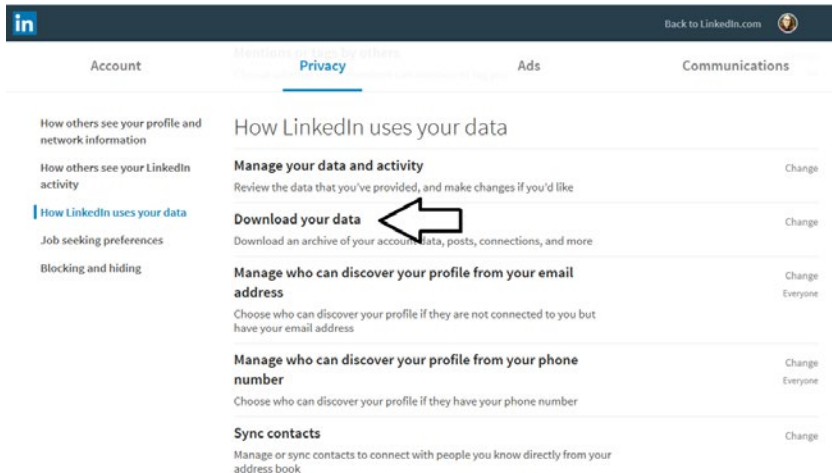 in
Back to LinkedIn.com
Mentions or tags by others
Account
Privacy
Ads
Communications
How others see your profile and
network information
How others see your LinkedIn
activity
How LinkedIn uses your data
Job seeking preferences
Blocking and hiding
How LinkedIn uses your data
Manage your data and activity
Change
Review the data that you've provided, and make changes if you'd like
Download your data
Change
Download an archive of your account data, posts, connections, and more
Manage who can discover your profile from your email
address
Change
Everyone
Choose who can discover your profile if they are not connected to you but
have your email address
Manage who can discover your profile from your phone
number
Change
Everyone
Choose who can discover your profile if they have your phone number
Sync contacts
Change
Manage or sync contacts to connect with people you know directly from your
address book